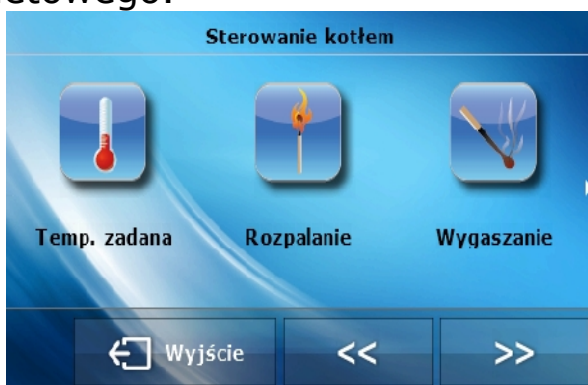 Sterowanie kotłem
Temp. zadana Rozpalanie Wygaszanie
Wyjście << >>